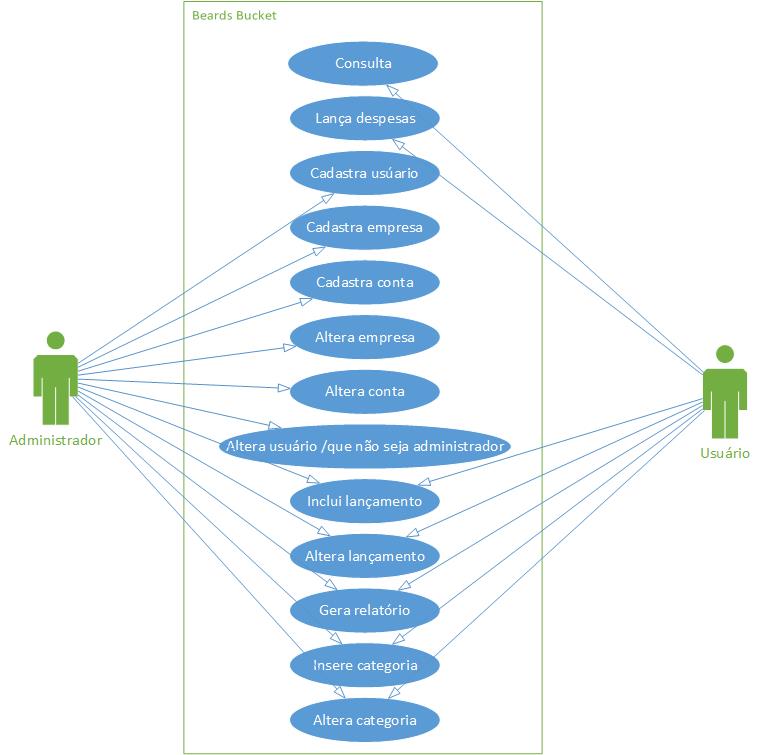 Beards Bucket
Consulta
Lança despesas
Cadastra usúario
Cadastra empresa
Cadastra conta
Altera empresa
Altera conta
Administrador
Altera usuário /que não seja administrador
Usuário
Inclui lançamento
Altera lançamento
Gera relatório
Insere categoria
Altera categoria